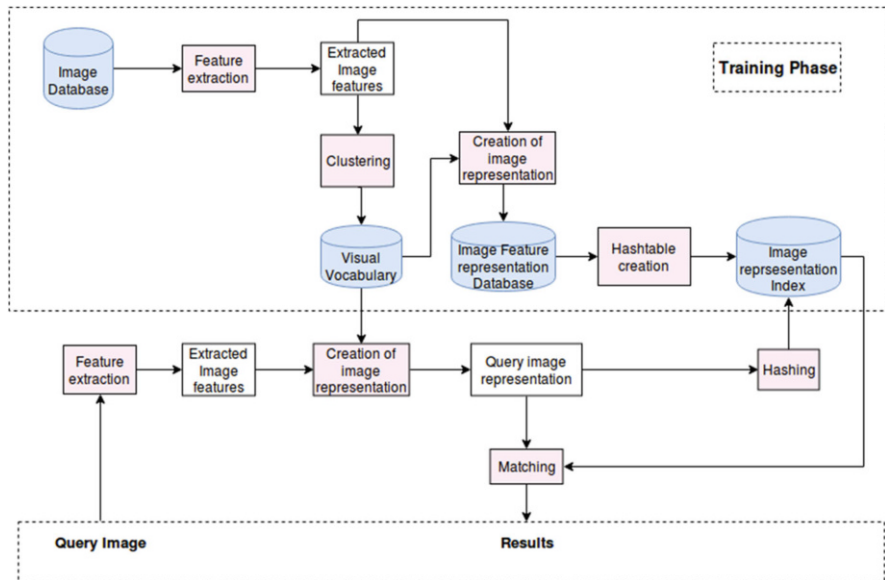 Image
Database
Feature
extraction
Extracted
Image
features
Training Phase
Clustering
Creation of
image
representation
Visual
Vocabulary
Image Feature
representation
Database
Hashtable
creation
Image
reprsesentation
Index
Feature
extraction
Extracted
Image
features
Creation of
image
representation
Query image
representation
Hashing
Matching
Query Image
Results